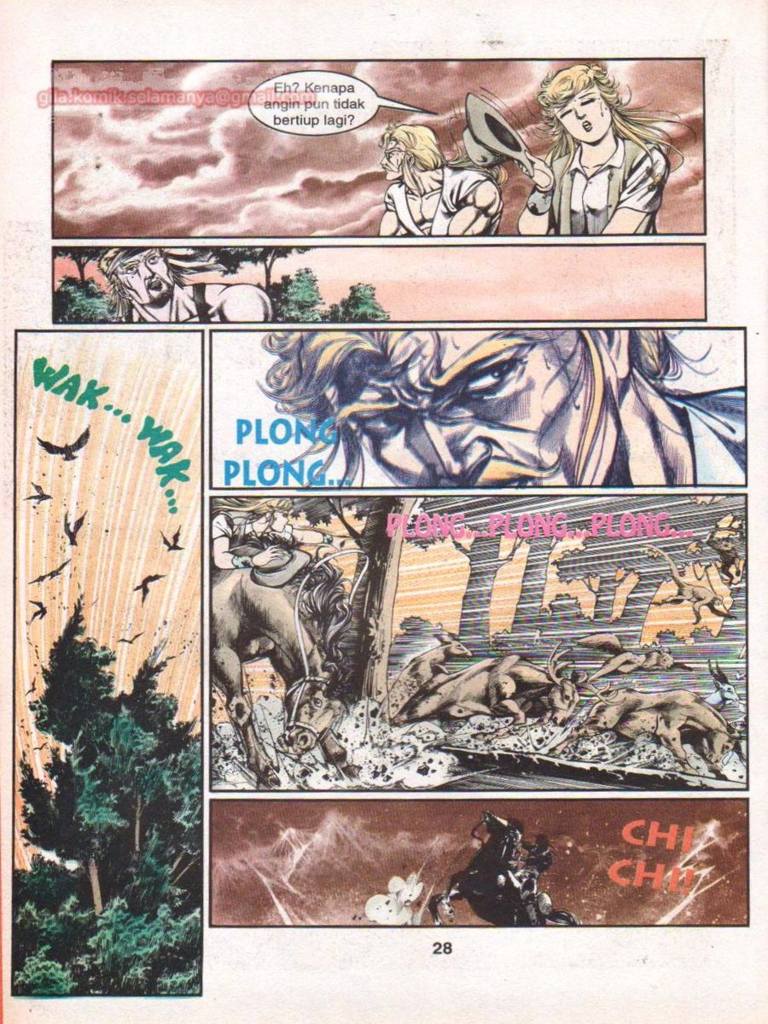 gila.komik.selamanya@gmail.com
Eh? Kenapa
angin pun tidak
bertiup lagi?
WAK... WAK...
PLONG
PLONG...
PLONG...PLONG...PLONG...
CHI
CHI!!
28